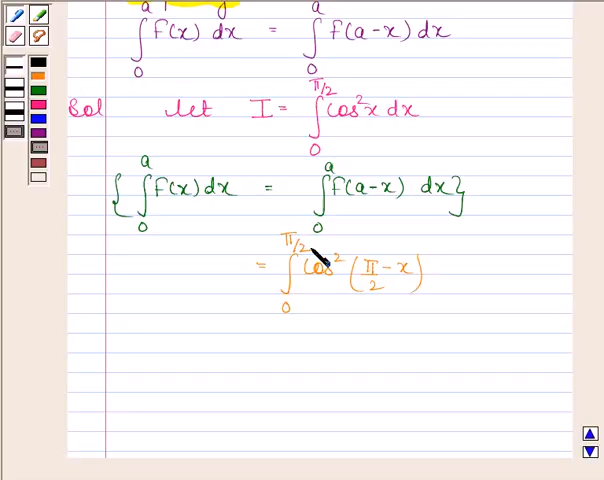 a a
∫₀ᵃ f(x) dx = ∫₀ᵃ f(a-x) dx
Sol let I = ∫₀^(π/2) cos²x dx
{ ∫₀ᵃ f(x) dx = ∫₀ᵃ f(a-x) dx }
= ∫₀^(π/2) cos² (π/2 - x)